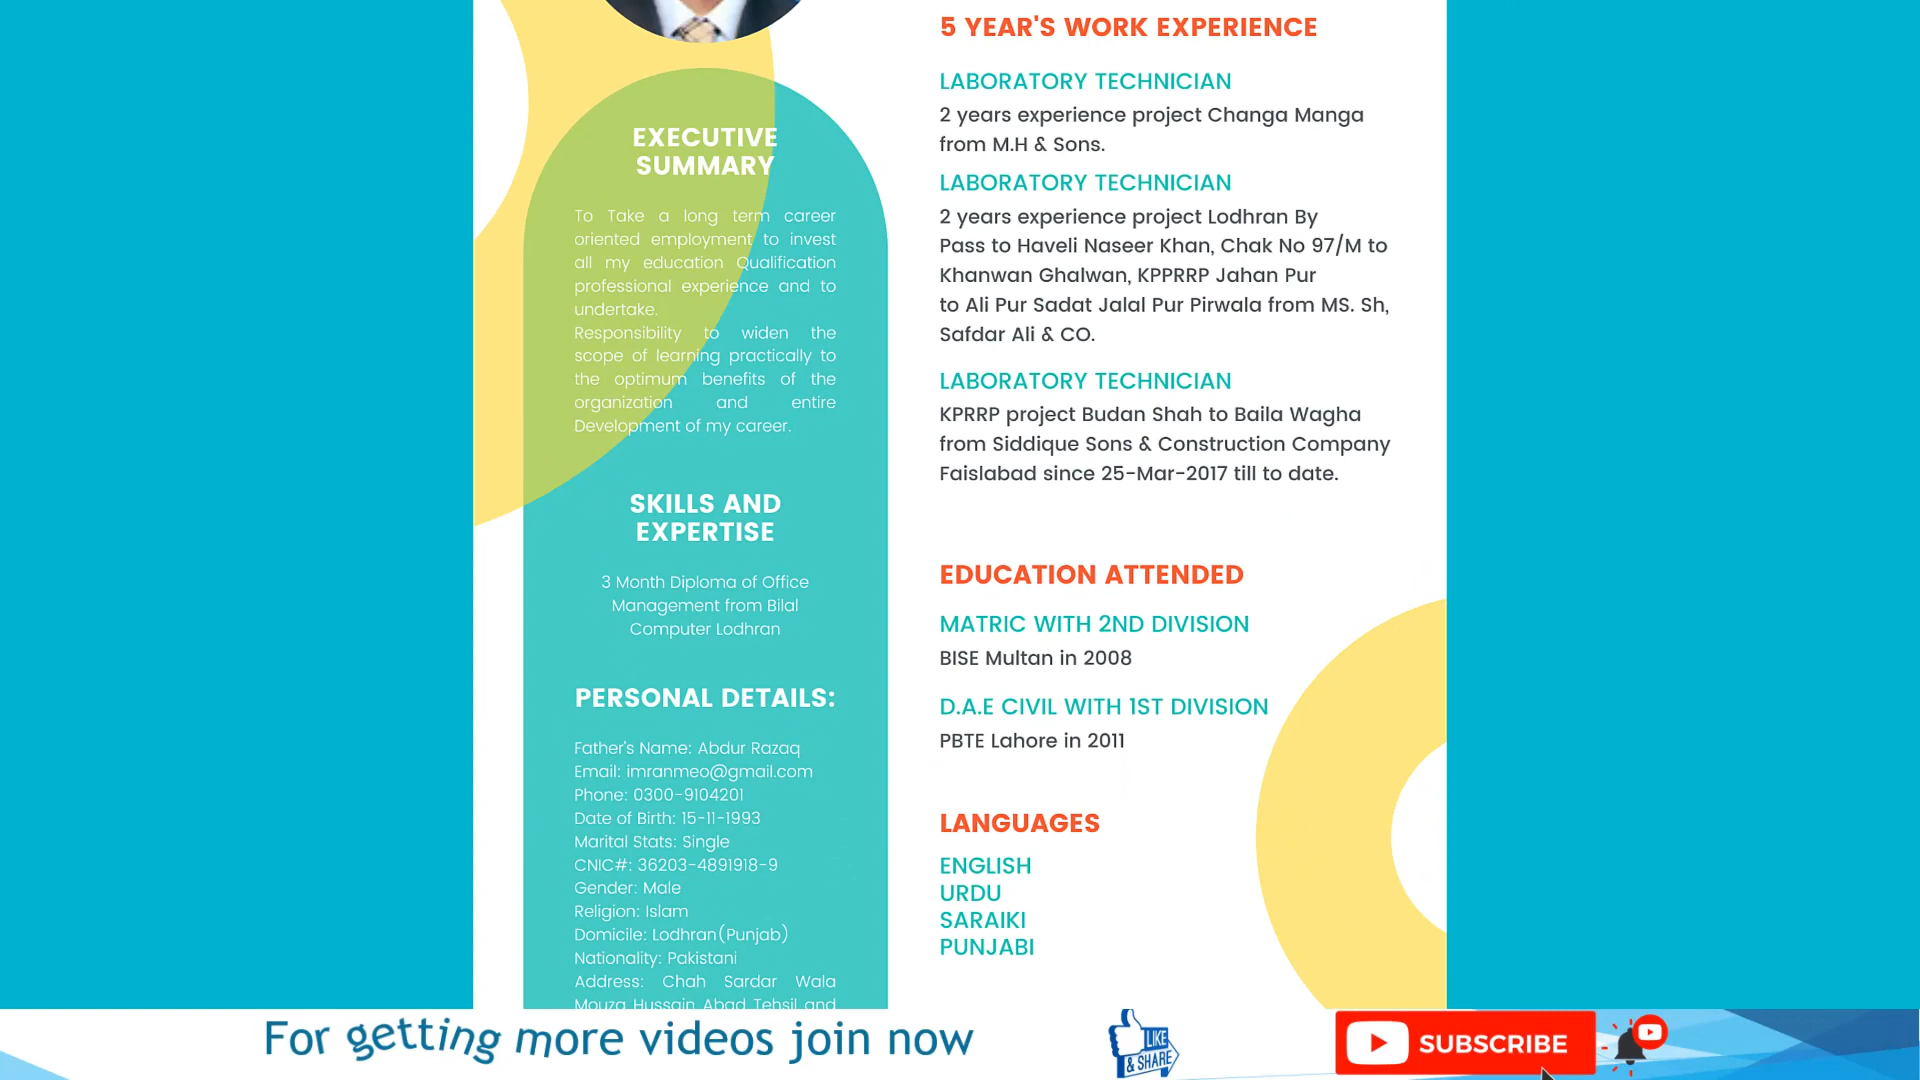 EXECUTIVE
SUMMARY
To Take a long term career
oriented employment to invest
all my education Qualification
professional experience and to
undertake.
Responsibility to widen the
scope of learning practically to
the optimum benefits of the
organization and entire
Development of my career.
SKILLS AND
EXPERTISE
3 Month Diploma of Office
Management from Bilal
Computer Lodhran
PERSONAL DETAILS:
Father's Name: Abdur Razaq
Email: imranmeo@gmail.com
Phone: 0300-9104201
Date of Birth: 15-11-1993
Marital Stats: Single
CNIC#: 36203-4891918-9
Gender: Male
Religion: Islam
Domicile: Lodhran(Punjab)
Nationality: Pakistani
Address: Chah Sardar Wala
Mouza Hussain Abad Tehsil and
5 YEAR'S WORK EXPERIENCE
LABORATORY TECHNICIAN
2 years experience project Changa Manga
from M.H & Sons.
LABORATORY TECHNICIAN
2 years experience project Lodhran By
Pass to Haveli Naseer Khan, Chak No 97/M to
Khanwan Ghalwan, KPPRRP Jahan Pur
to Ali Pur Sadat Jalal Pur Pirwala from MS. Sh,
Safdar Ali & CO.
LABORATORY TECHNICIAN
KPRRP project Budan Shah to Baila Wagha
from Siddique Sons & Construction Company
Faislabad since 25-Mar-2017 till to date.
EDUCATION ATTENDED
MATRIC WITH 2ND DIVISION
BISE Multan in 2008
D.A.E CIVIL WITH 1ST DIVISION
PBTE Lahore in 2011
LANGUAGES
ENGLISH
URDU
SARAIKI
PUNJABI
For getting more videos join now
LIKE
& SHARE
SUBSCRIBE